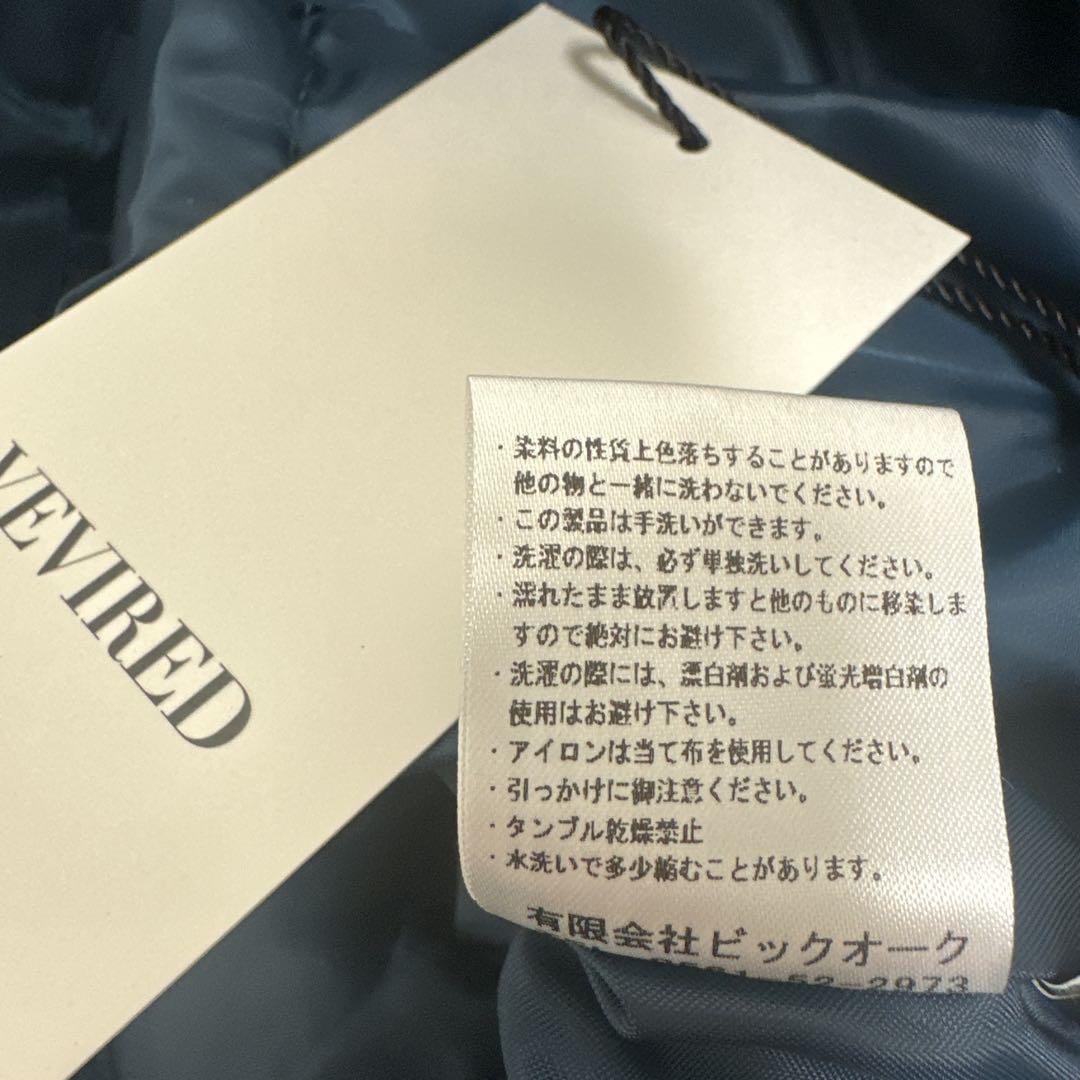 VEVIRED
・染料の性質上色落ちすることがありますので
他の物と一緒に洗わないでください。
・この製品は手洗いができます。
・洗濯の際は、必ず単独洗いしてください。
・濡れたまま放置しますと他のものに移染しま
すので絶対にお避け下さい。
・洗濯の際には、漂白剤および蛍光増白剤の
使用はお避け下さい。
・アイロンは当て布を使用してください。
・引っかけに御注意ください。
・タンブル乾燥禁止
・水洗いで多少縮むことがあります。
有限会社ビックオーク
52-2973